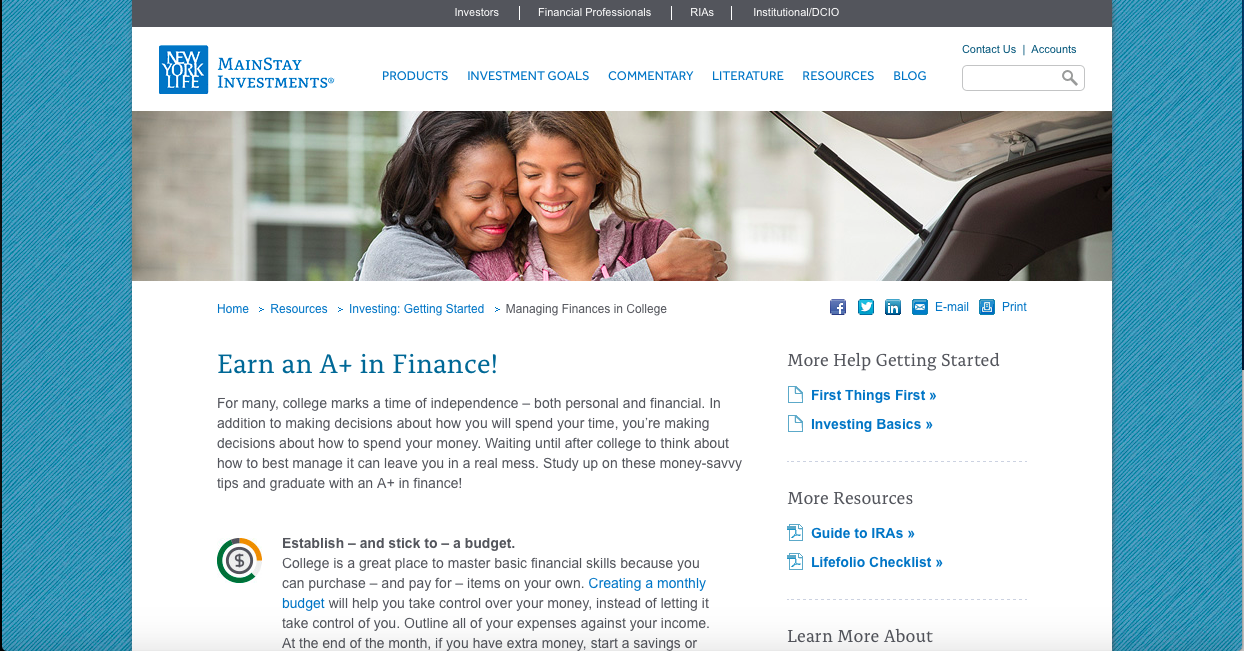 Investors | Financial Professionals | RIAs | Institutional/DCIO
Contact Us | Accounts
NEW YORK LIFE
MAINSTAY INVESTMENTS®
PRODUCTS INVESTMENT GOALS COMMENTARY LITERATURE RESOURCES BLOG
Home > Resources > Investing: Getting Started > Managing Finances in College
E-mail Print
Earn an A+ in Finance!
For many, college marks a time of independence – both personal and financial. In
addition to making decisions about how you will spend your time, you're making
decisions about how to spend your money. Waiting until after college to think about
how to best manage it can leave you in a real mess. Study up on these money-savvy
tips and graduate with an A+ in finance!
Establish – and stick to – a budget.
College is a great place to master basic financial skills because you
can purchase – and pay for – items on your own. Creating a monthly
budget will help you take control over your money, instead of letting it
take control of you. Outline all of your expenses against your income.
At the end of the month, if you have extra money, start a savings or
More Help Getting Started
First Things First »
Investing Basics »
More Resources
Guide to IRAs »
Lifefolio Checklist »
Learn More About